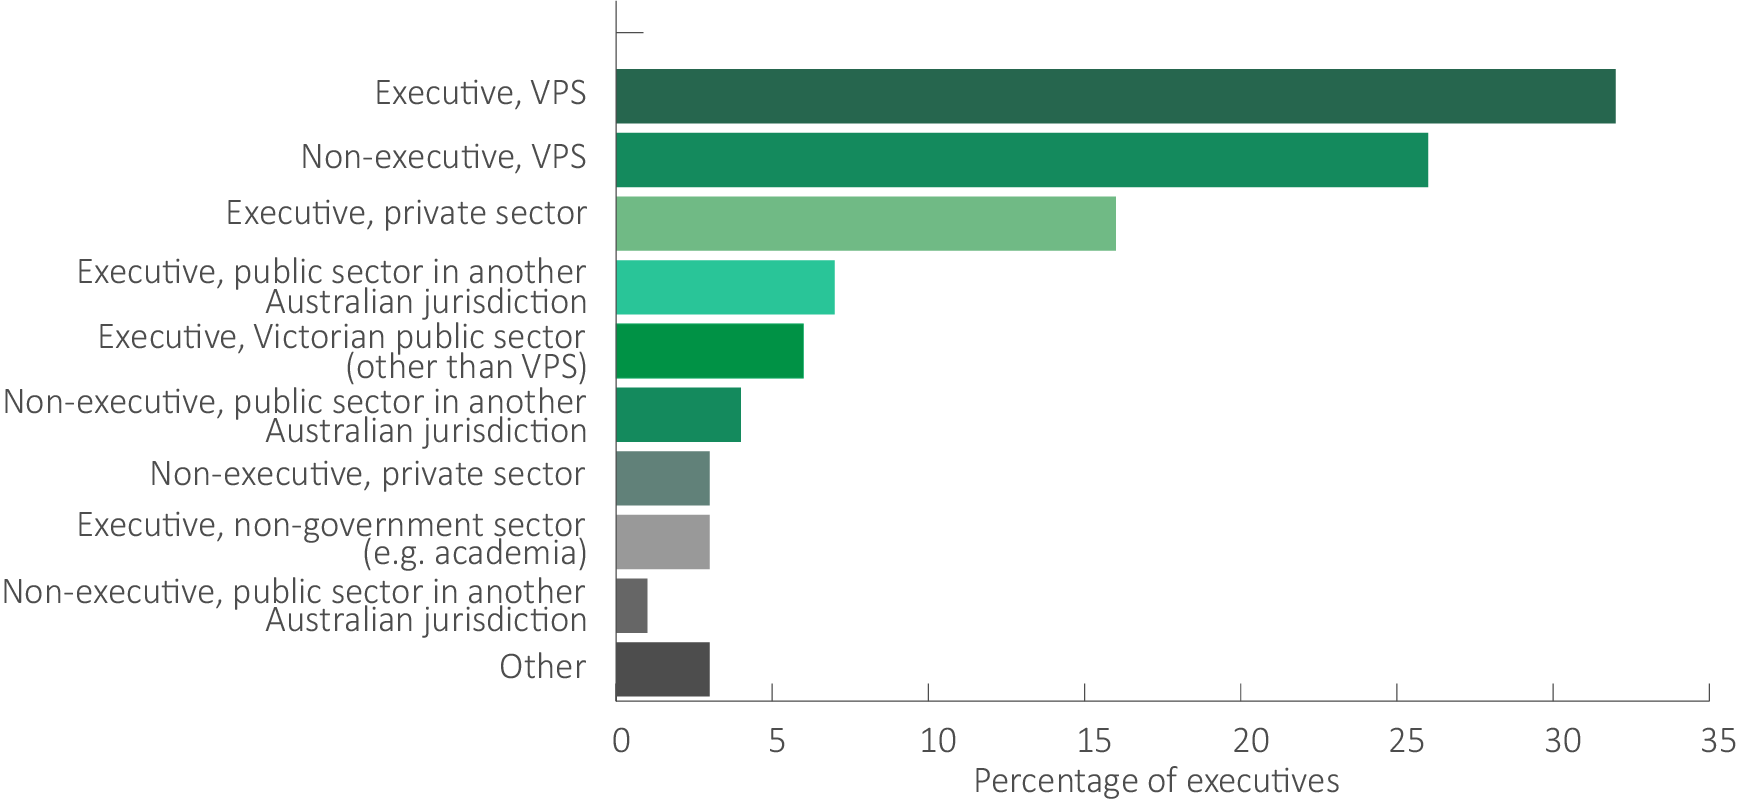 Executive, VPS
Non-executive, VPS
Executive, private sector
Executive, public sector in another
Australian jurisdiction
Executive, Victorian public sector
(other than VPS)
Non-executive, public sector in another
Australian jurisdiction
Non-executive, private sector
Executive, non-government sector
(e.g. academia)
Non-executive, public sector in another
Australian jurisdiction
Other
0 5 10 15 20 25 30 35
Percentage of executives